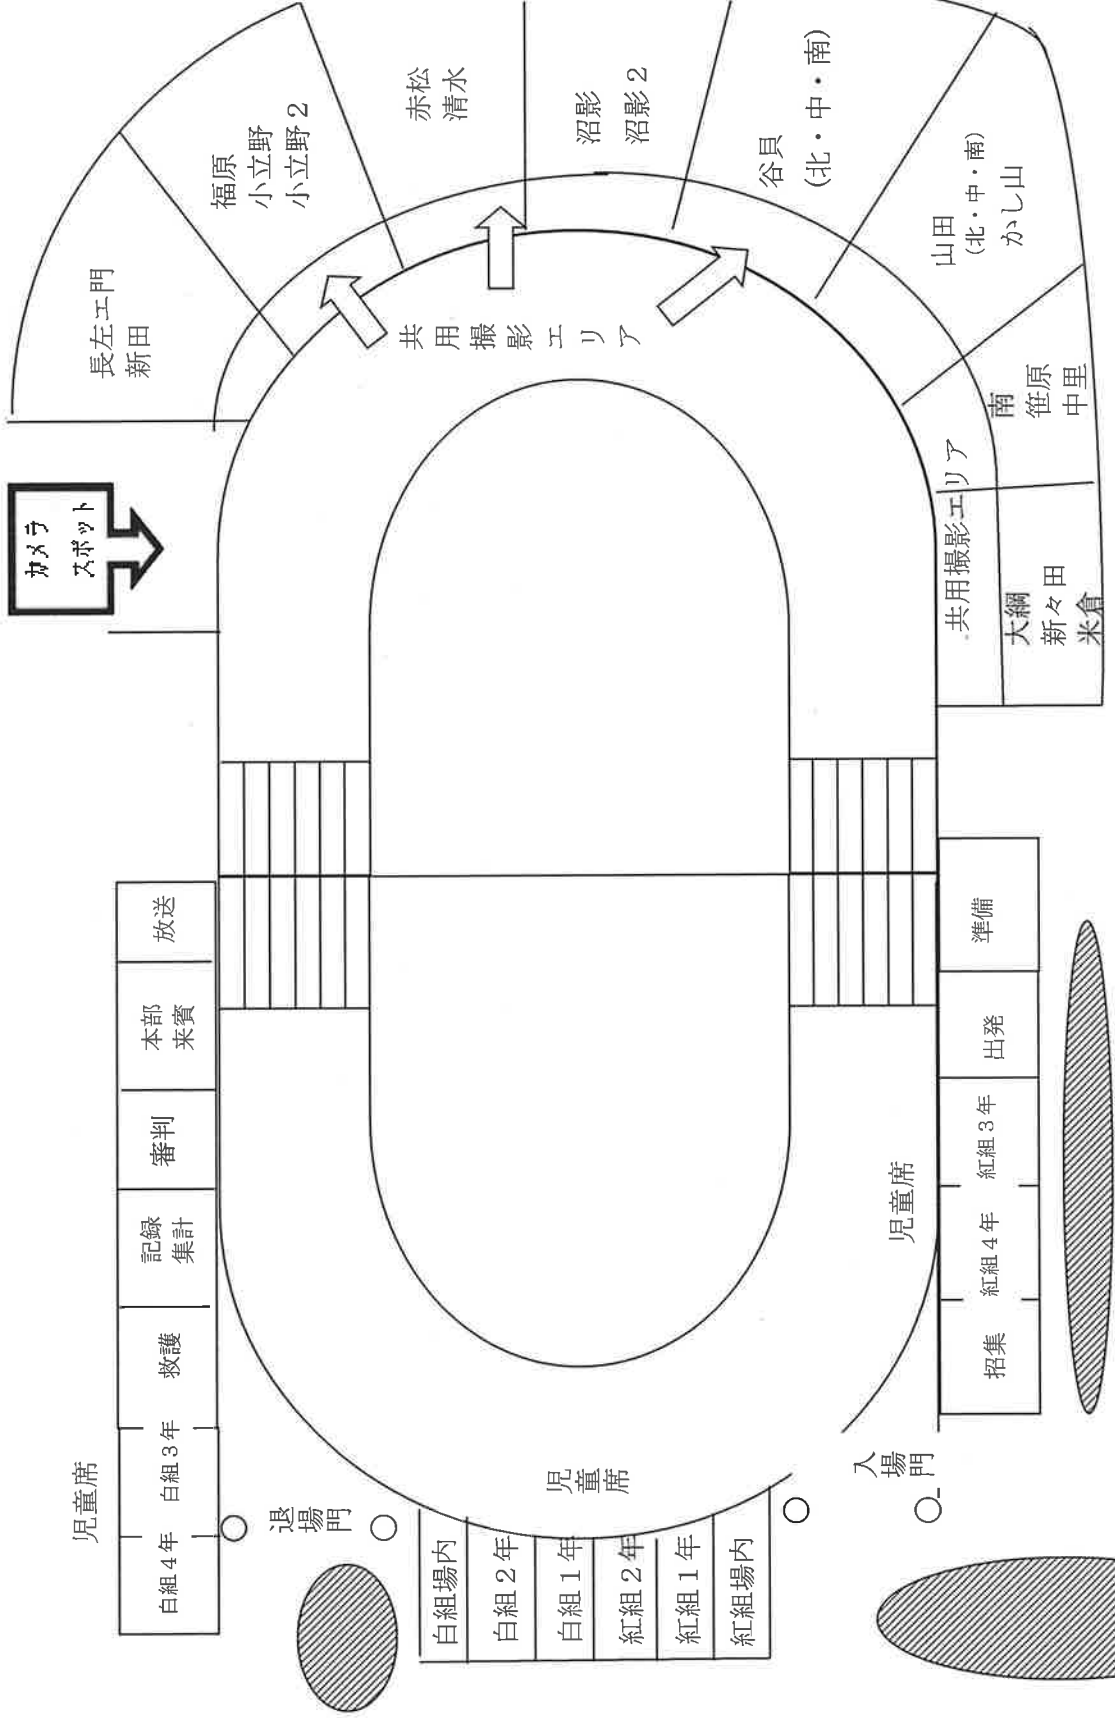 児童席
白組4年
白組3年
救護
記録
集計
審判
本部
来賓
放送
カメラ
スポット
長左エ門
新田
福原
小立野
小立野2
赤松
清水
沼影
沼影2
谷貝
(北・中・南)
山田
(北・中・南)
かし山
南
笹原
中里
大綱
新々田
米倉
共用撮影エリア
共用撮影エリア
退場門
白組場内
白組2年
白組1年
紅組2年
紅組1年
紅組場内
児童席
入場門
児童席
招集
紅組4年
紅組3年
出発
準備